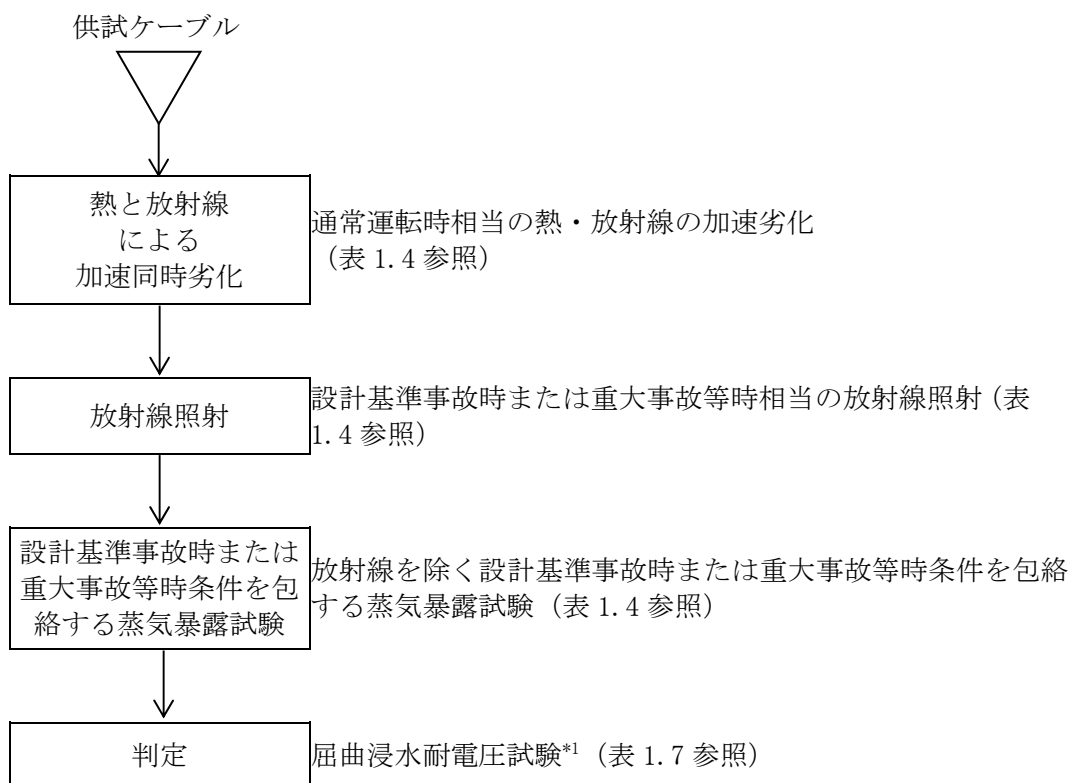 供試ケーブル
熱と放射線
による
加速同時劣化
通常運転時相当の熱・放射線の加速劣化
（表 1.4 参照）
放射線照射
設計基準事故時または重大事故等時相当の放射線照射（表
1.4 参照）
設計基準事故時または
重大事故等時条件を包
絡する蒸気暴露試験
放射線を除く設計基準事故時または重大事故等時条件を包絡
する蒸気暴露試験（表 1.4 参照）
判定
屈曲浸水耐電圧試験*1（表 1.7 参照）